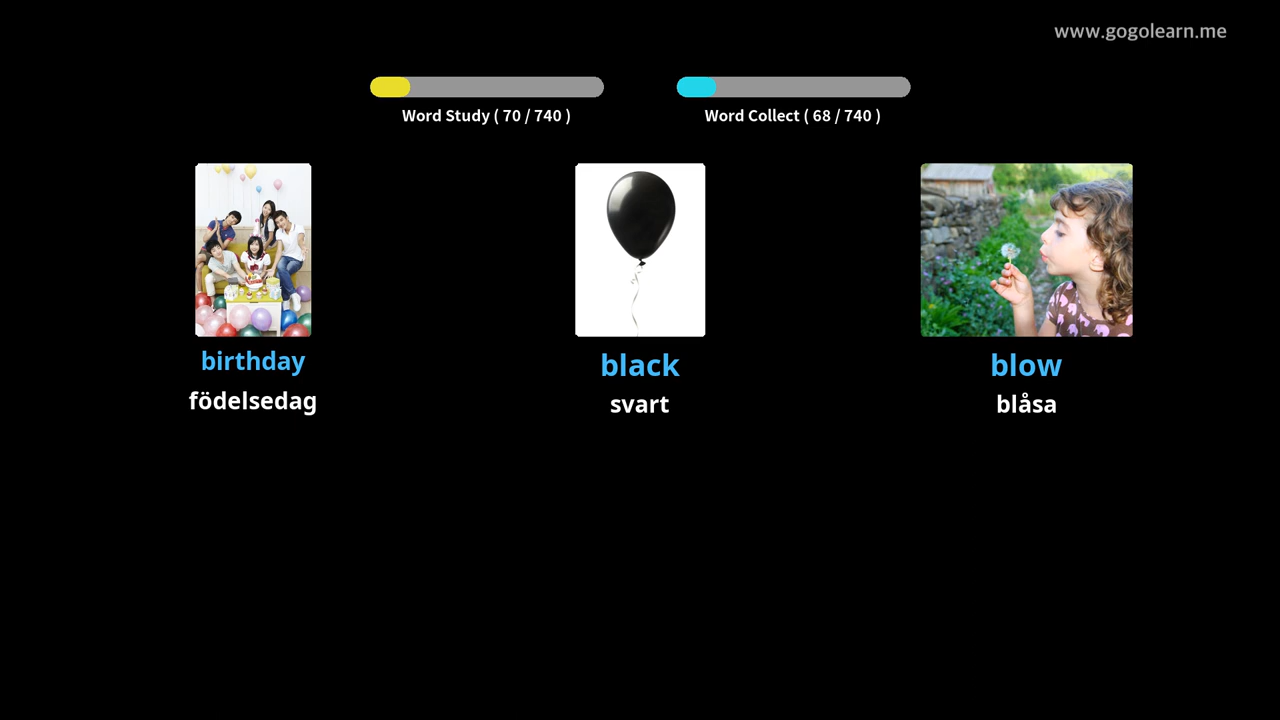 www.gogolearn.me
Word Study ( 70 / 740 )
Word Collect ( 68 / 740 )
birthday
födelsedag
black
svart
blow
blåsa